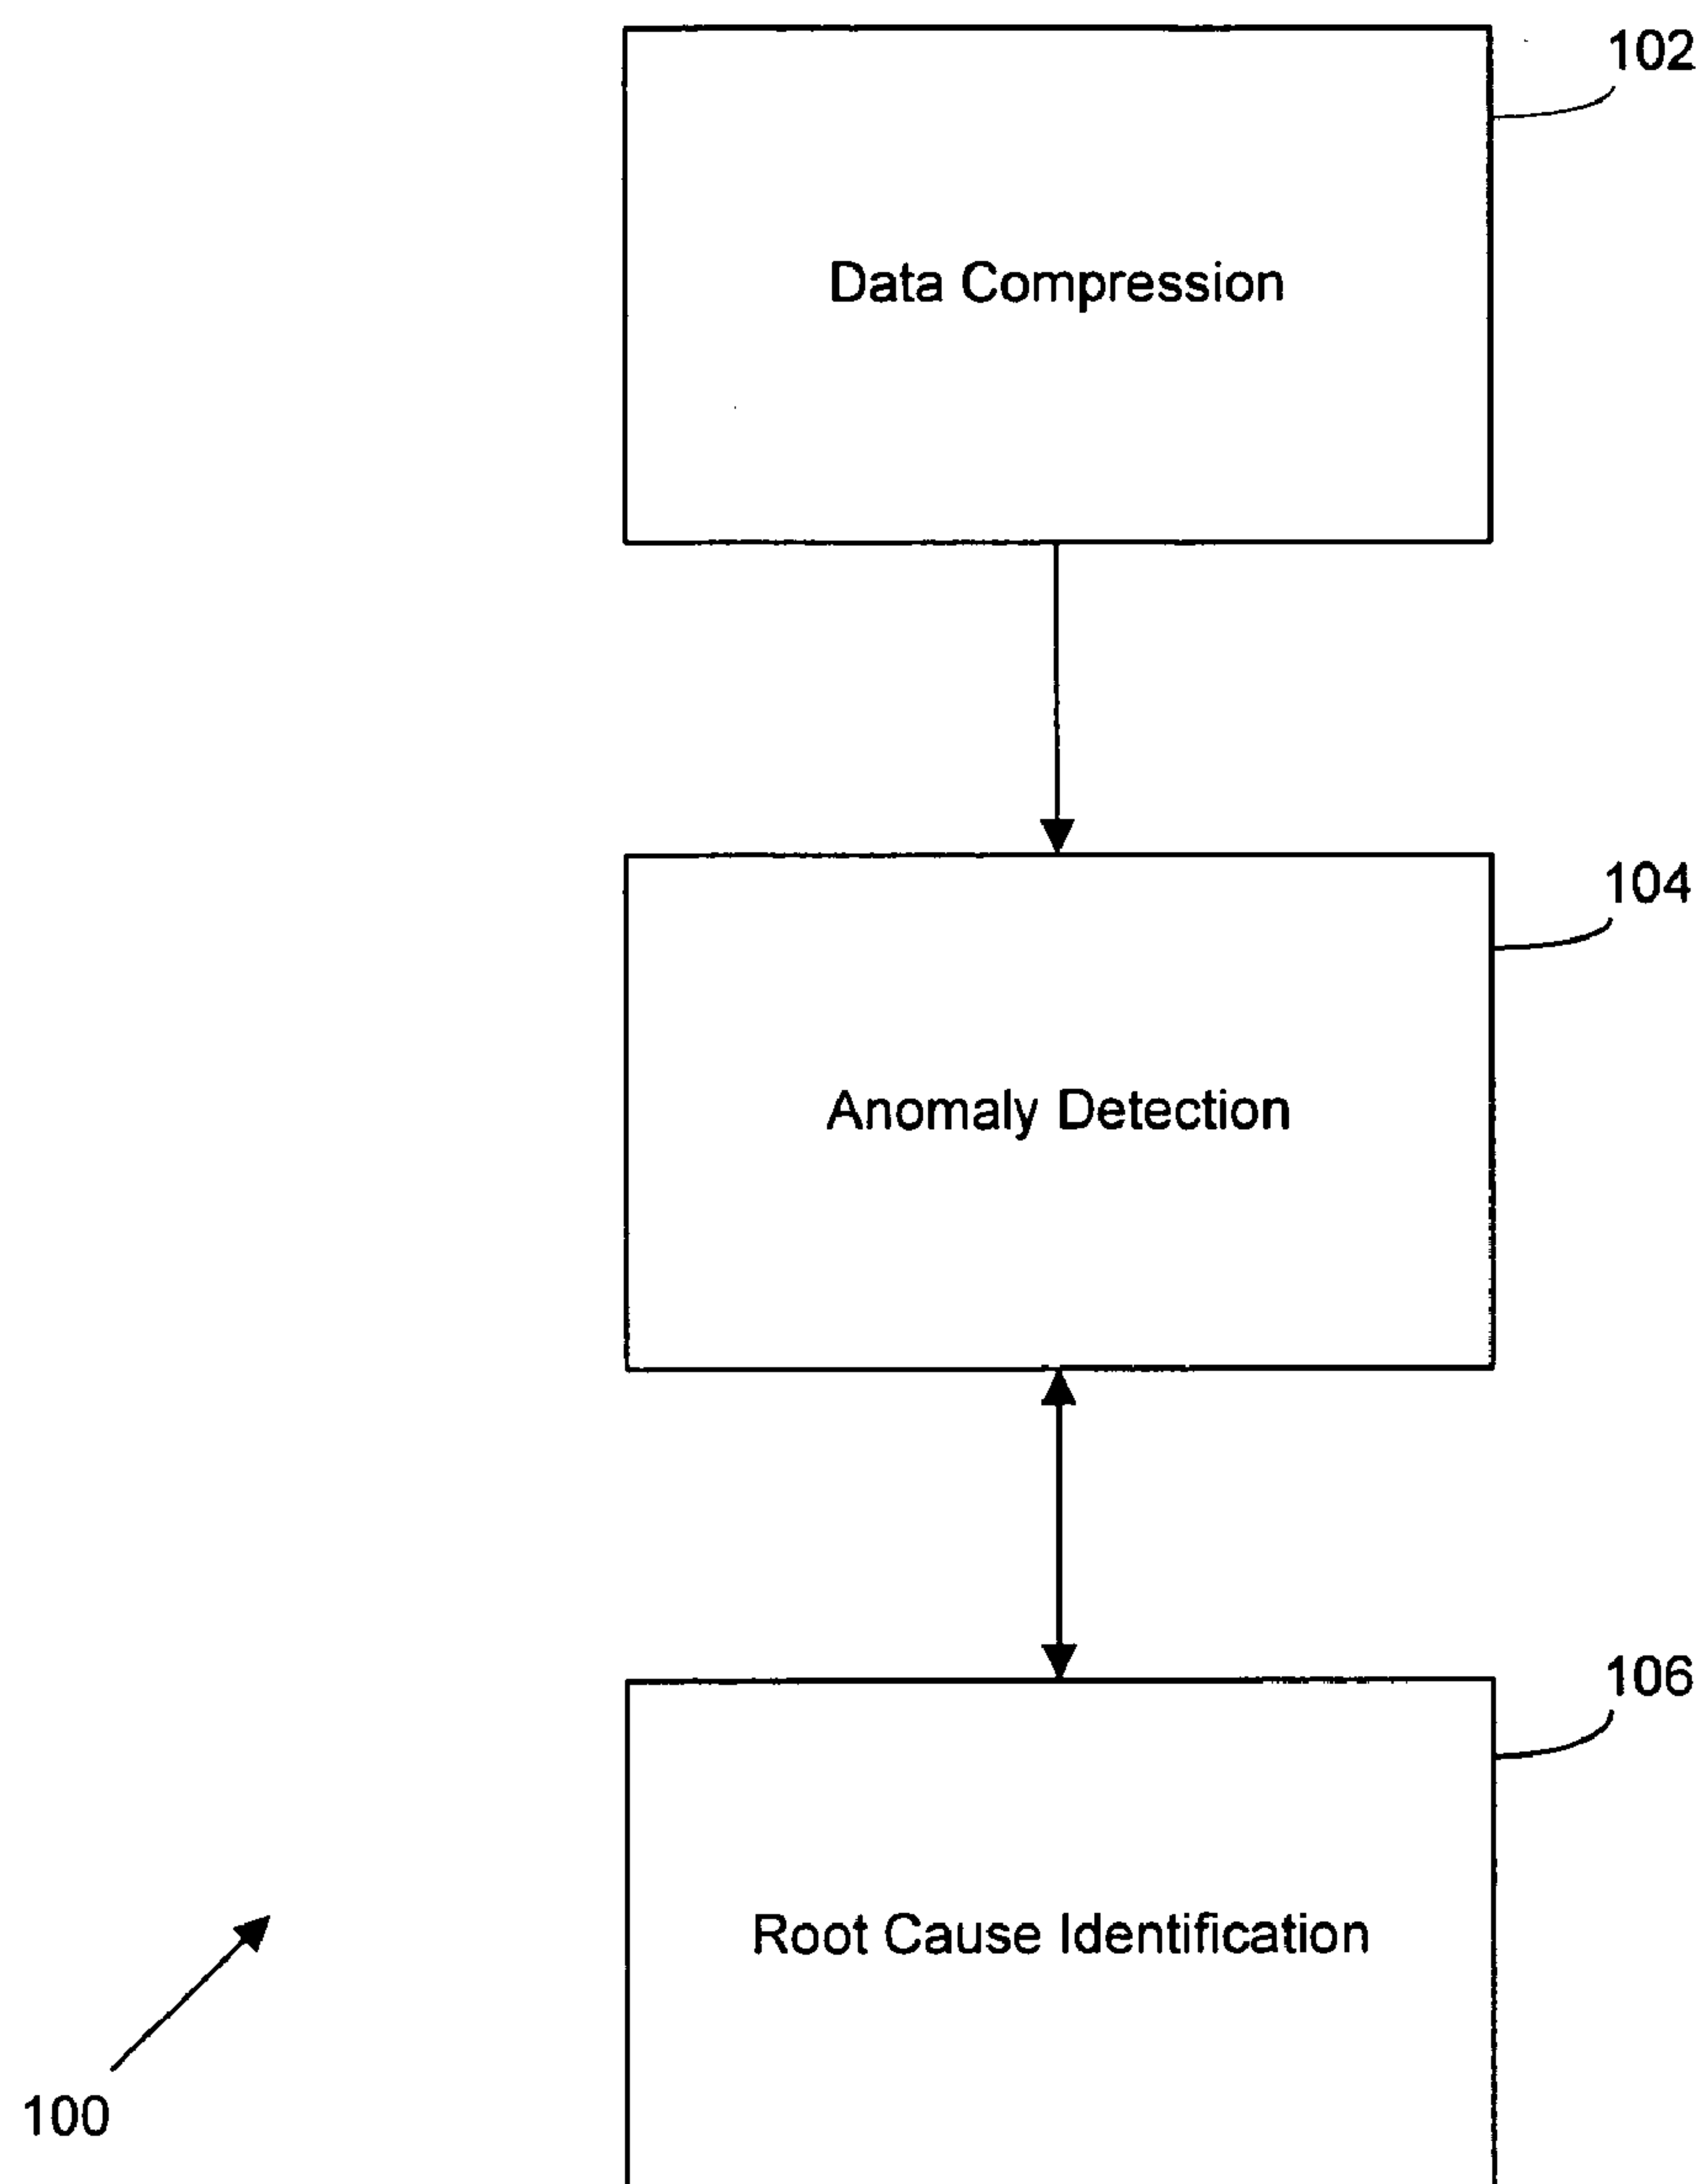 102
Data Compression
104
Anomaly Detection
106
Root Cause Identification
100